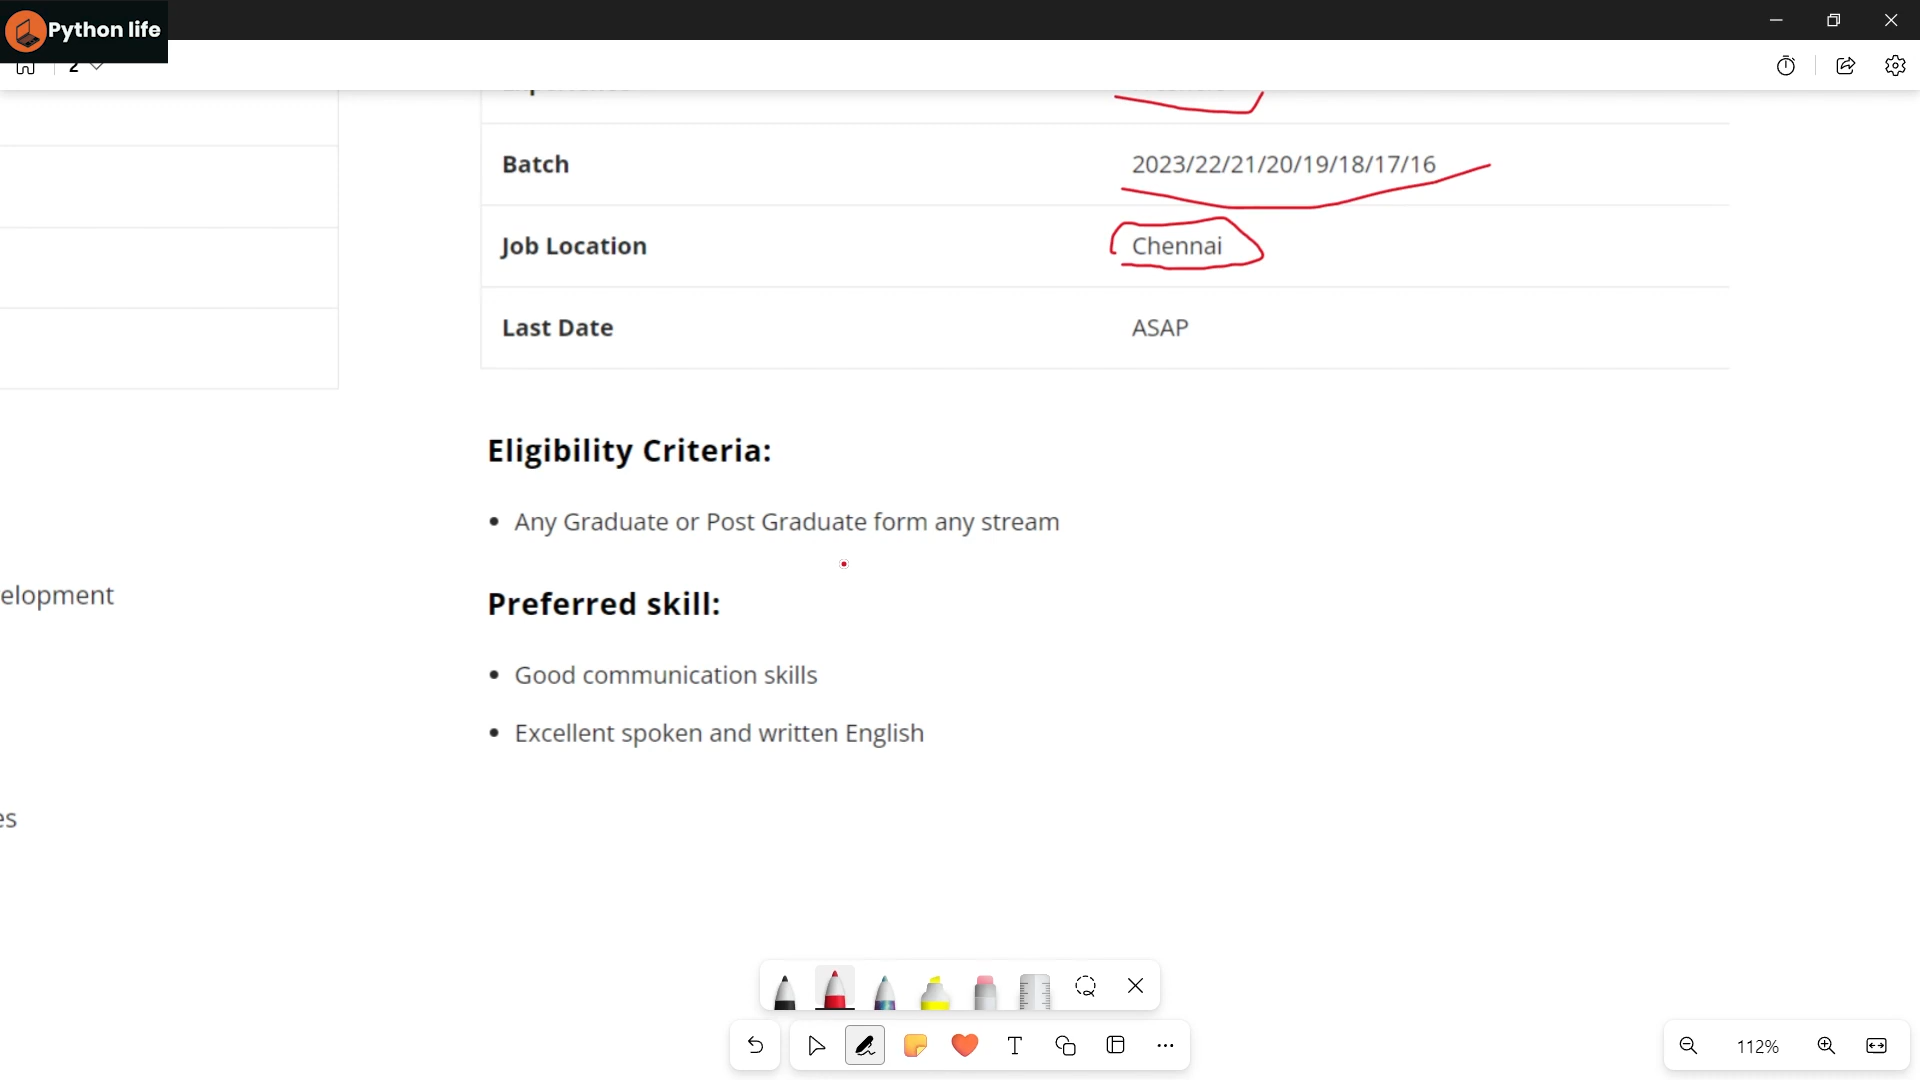 Python life
2
Batch 2023/22/21/20/19/18/17/16
Job Location Chennai
Last Date ASAP
Eligibility Criteria:
• Any Graduate or Post Graduate form any stream
elopment
Preferred skill:
• Good communication skills
• Excellent spoken and written English
es
112%